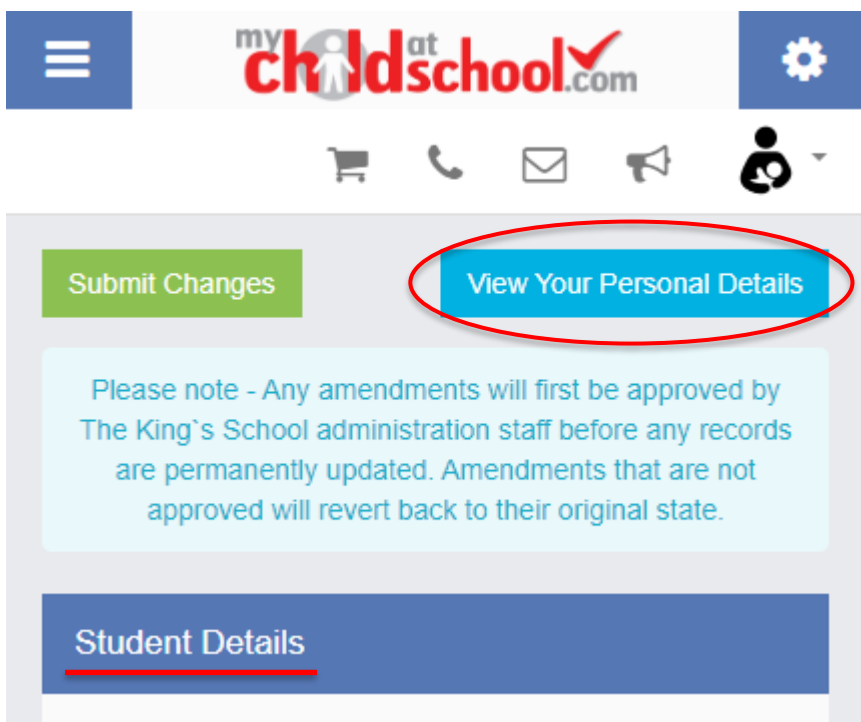 my child at school.com
Submit Changes
View Your Personal Details
Please note - Any amendments will first be approved by
The King`s School administration staff before any records
are permanently updated. Amendments that are not
approved will revert back to their original state.
Student Details